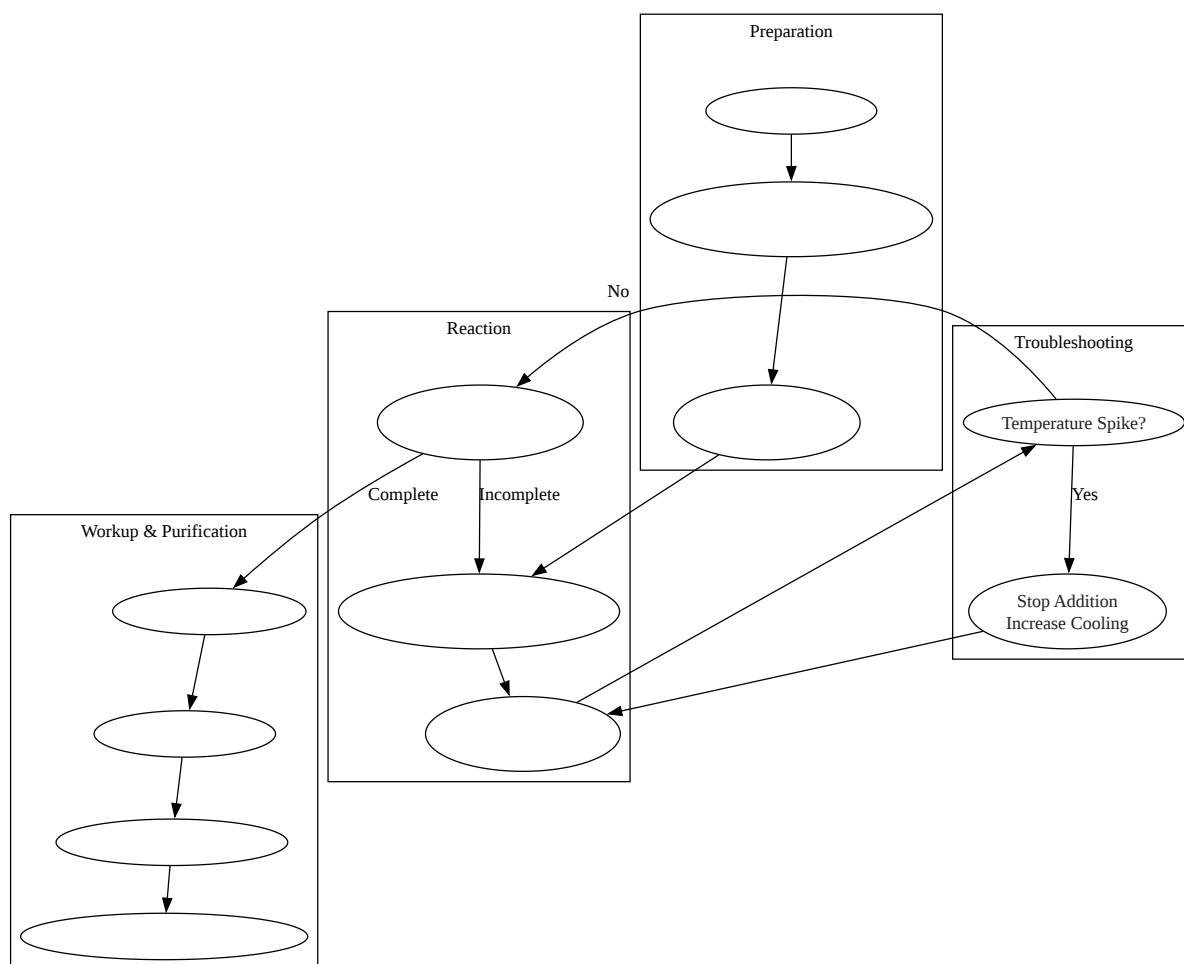 Preparation
No
Reaction
Troubleshooting
Temperature Spike?
Complete
Incomplete
Yes
Workup & Purification
Stop Addition
Increase Cooling